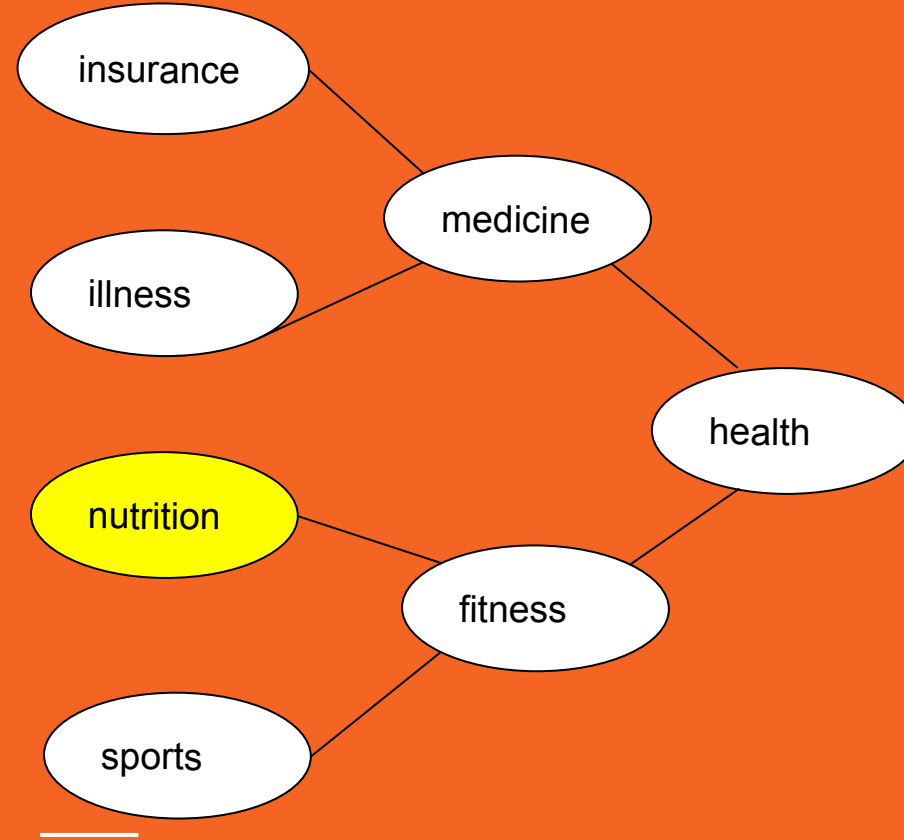 insurance
medicine
illness
health
nutrition
fitness
sports